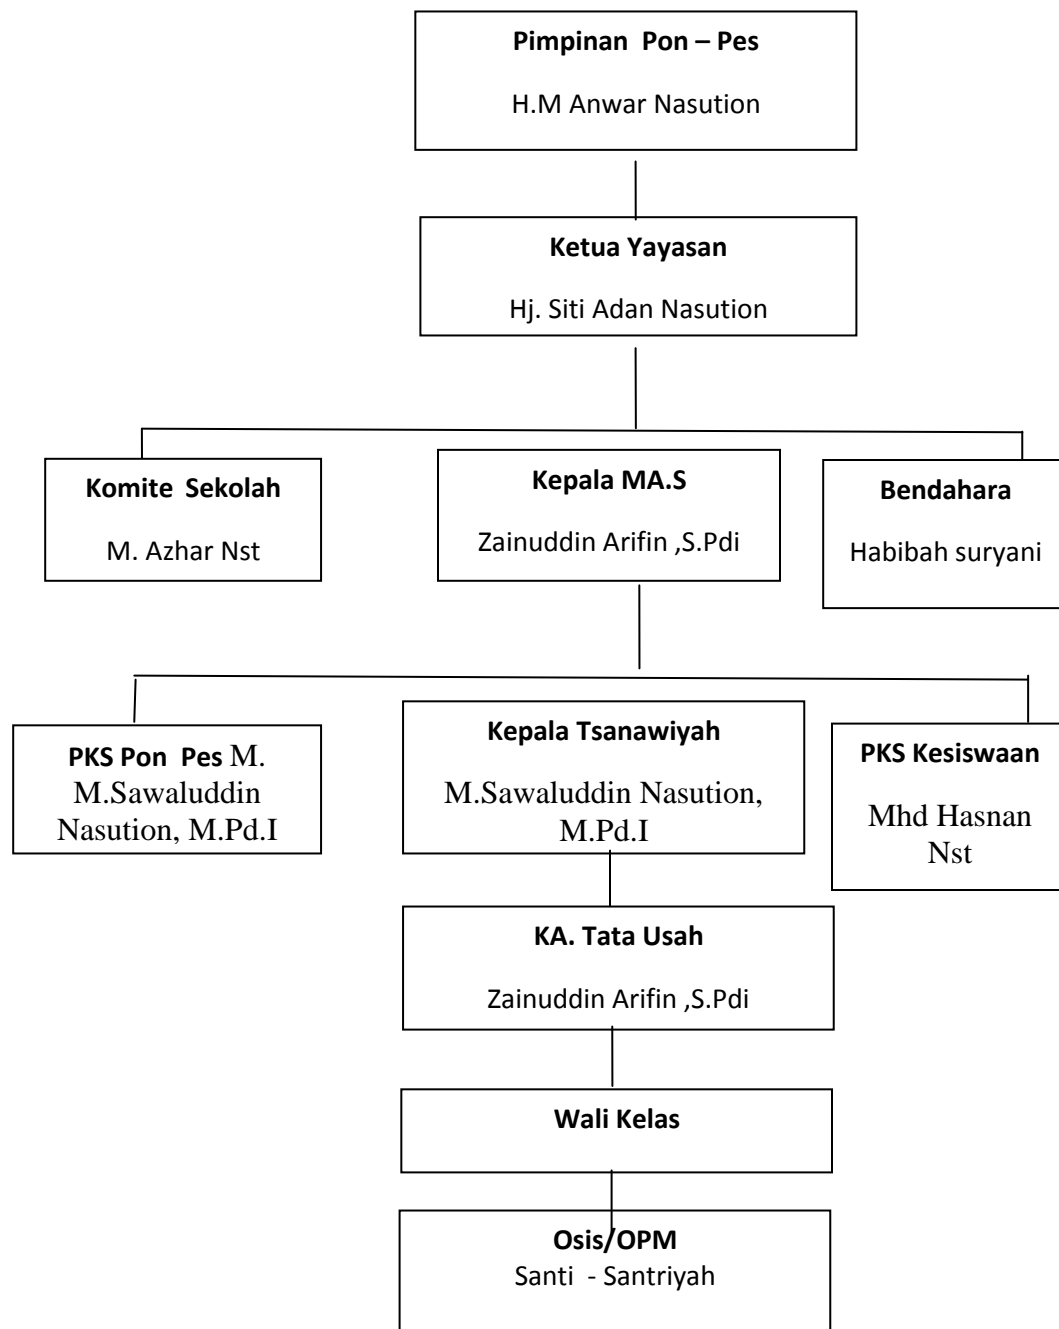 Pimpinan Pon – Pes
H.M Anwar Nasution
Ketua Yayasan
Hj. Siti Adan Nasution
Komite Sekolah
M. Azhar Nst
Kepala MA.S
Zainuddin Arifin ,S.Pdi
Bendahara
Habibah suryani
PKS Pon Pes M.
M.Sawaluddin
Nasution, M.Pd.I
Kepala Tsanawiyah
M.Sawaluddin Nasution,
M.Pd.I
PKS Kesiswaan
Mhd Hasnan
Nst
KA. Tata Usah
Zainuddin Arifin ,S.Pdi
Wali Kelas
Osis/OPM
Santi - Santriyah